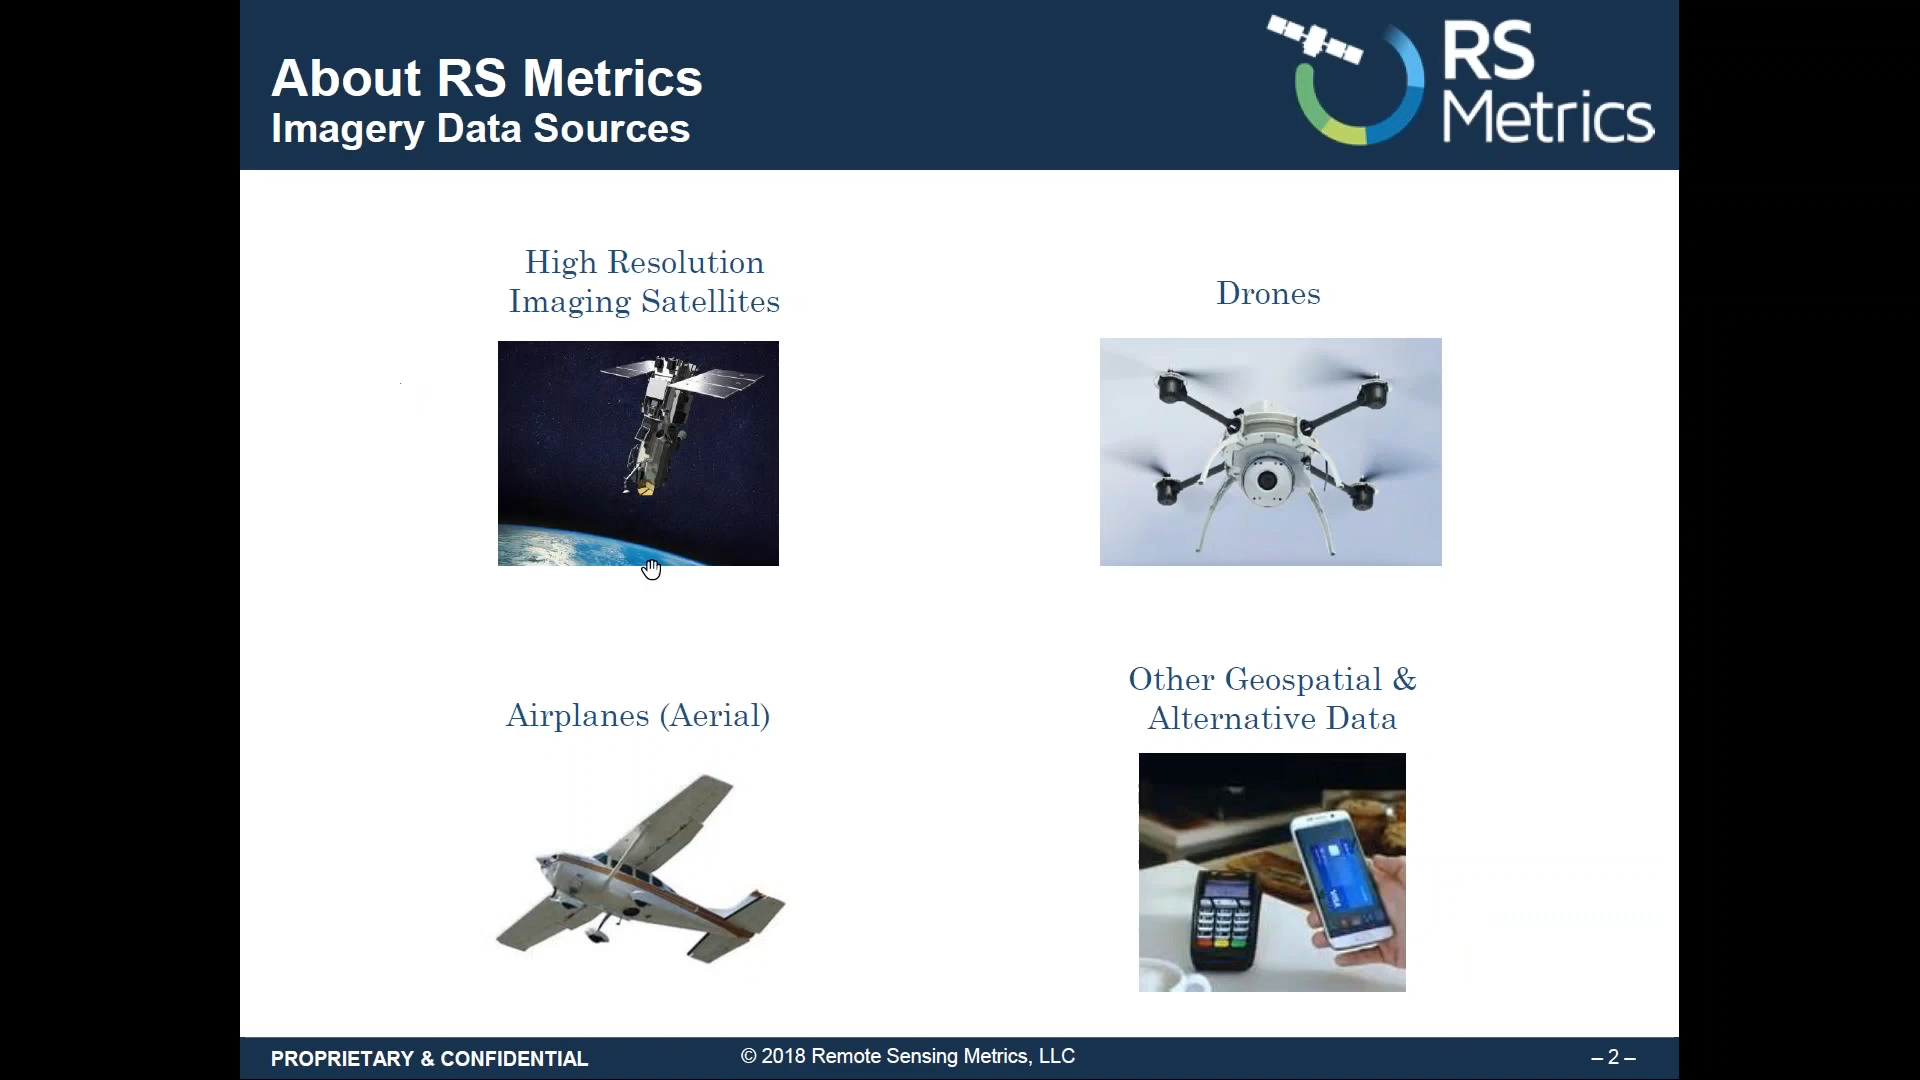 About RS Metrics
Imagery Data Sources
RS
Metrics
High Resolution
Imaging Satellites
Drones
Airplanes (Aerial)
Other Geospatial &
Alternative Data
VISA
PROPRIETARY & CONFIDENTIAL
© 2018 Remote Sensing Metrics, LLC
– 2 –